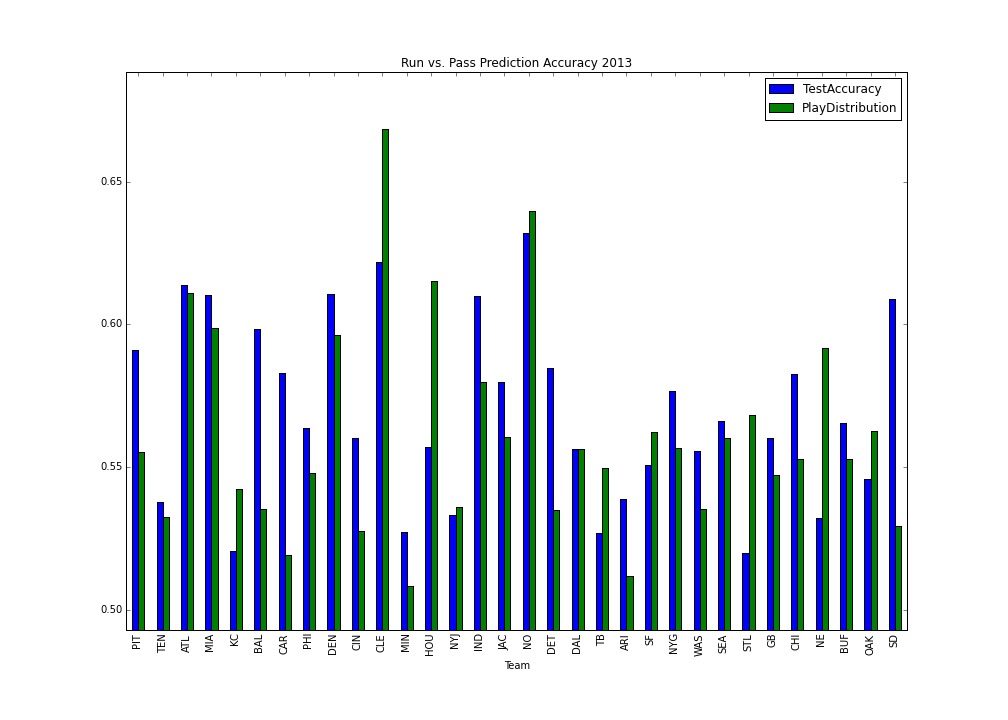 Run vs. Pass Prediction Accuracy 2013
TestAccuracy
PlayDistribution
0.65
0.60
0.55
0.50
PIT TEN ATL MIA KC BAL CAR PHI DEN CIN CLE MIN HOU NYJ IND JAC NO DET DAL TB ARI SF NYG WAS SEA STL GB CHI NE BUF OAK SD
Team